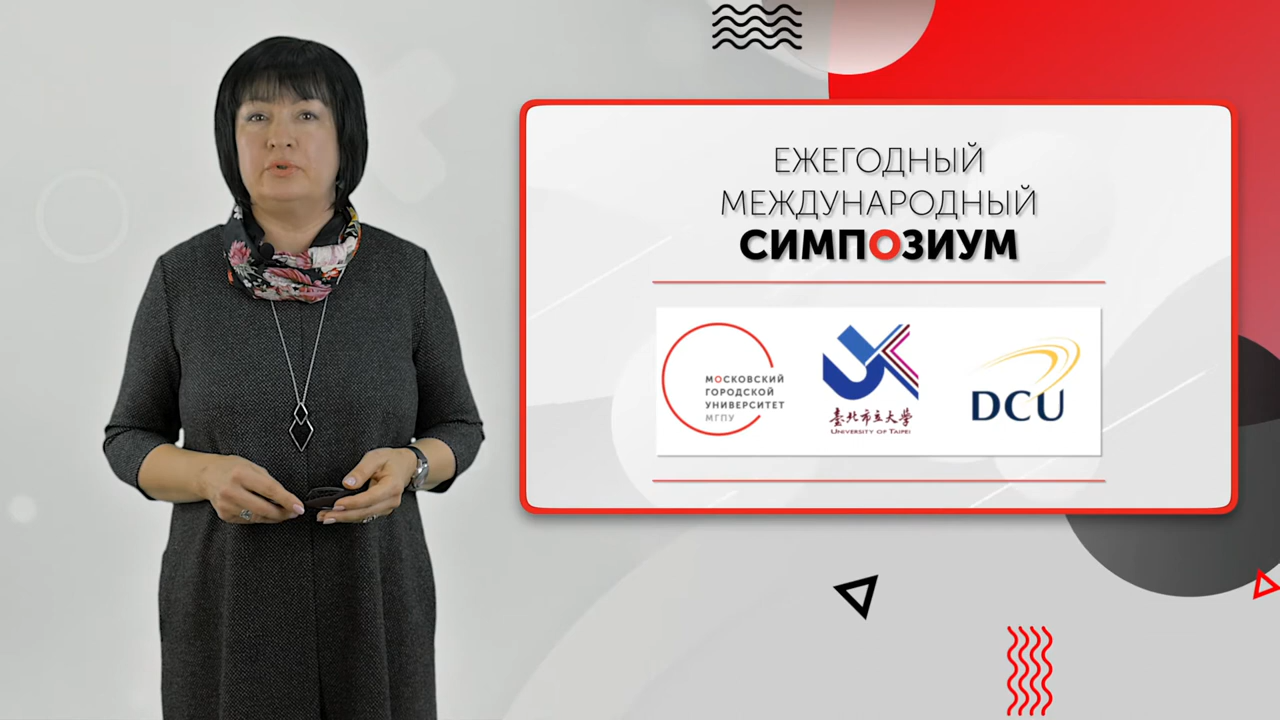 ЕЖЕГОДНЫЙ
МЕЖДУНАРОДНЫЙ
СИМПОЗИУМ
МОСКОВСКИЙ
ГОРОДСКОЙ
УНИВЕРСИТЕТ
МГПУ
臺北市立大學
UNIVERSITY OF TAIPEI
DCU